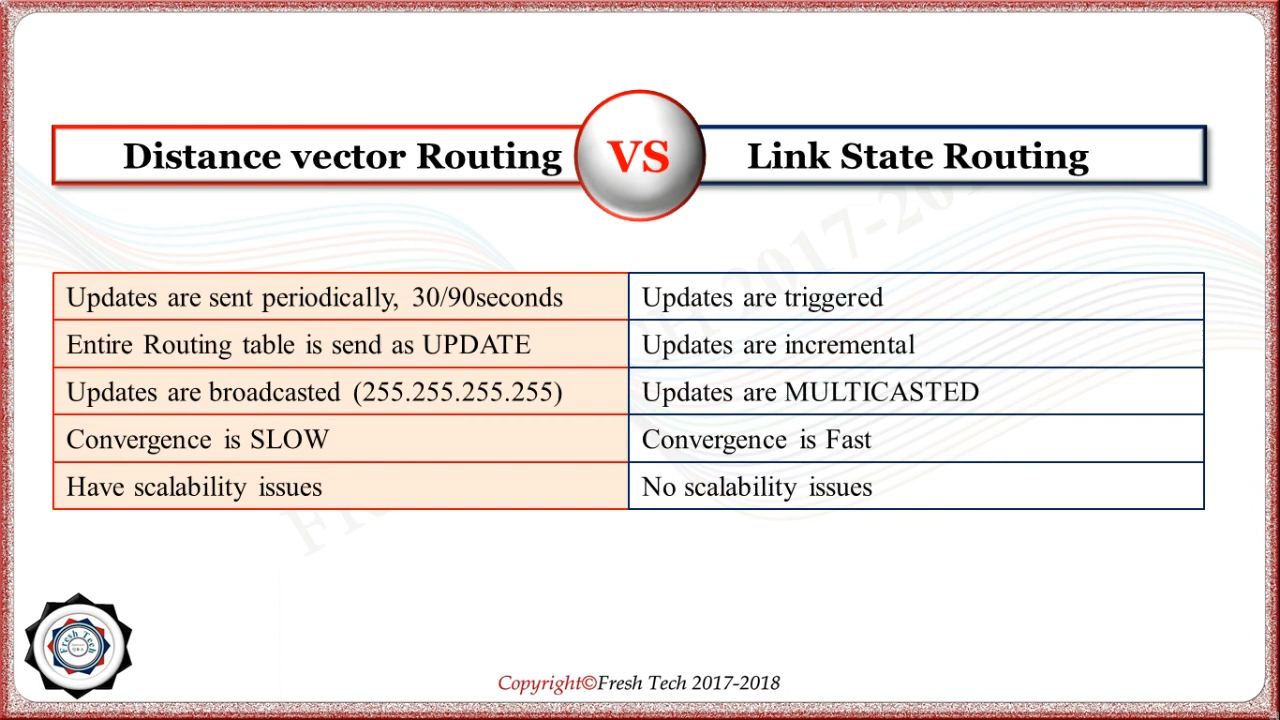 Distance vector Routing VS Link State Routing
Updates are sent periodically, 30/90seconds
Updates are triggered
Entire Routing table is send as UPDATE
Updates are incremental
Updates are broadcasted (255.255.255.255)
Updates are MULTICASTED
Convergence is SLOW
Convergence is Fast
Have scalability issues
No scalability issues
Fresh Tech
Copyright©Fresh Tech 2017-2018